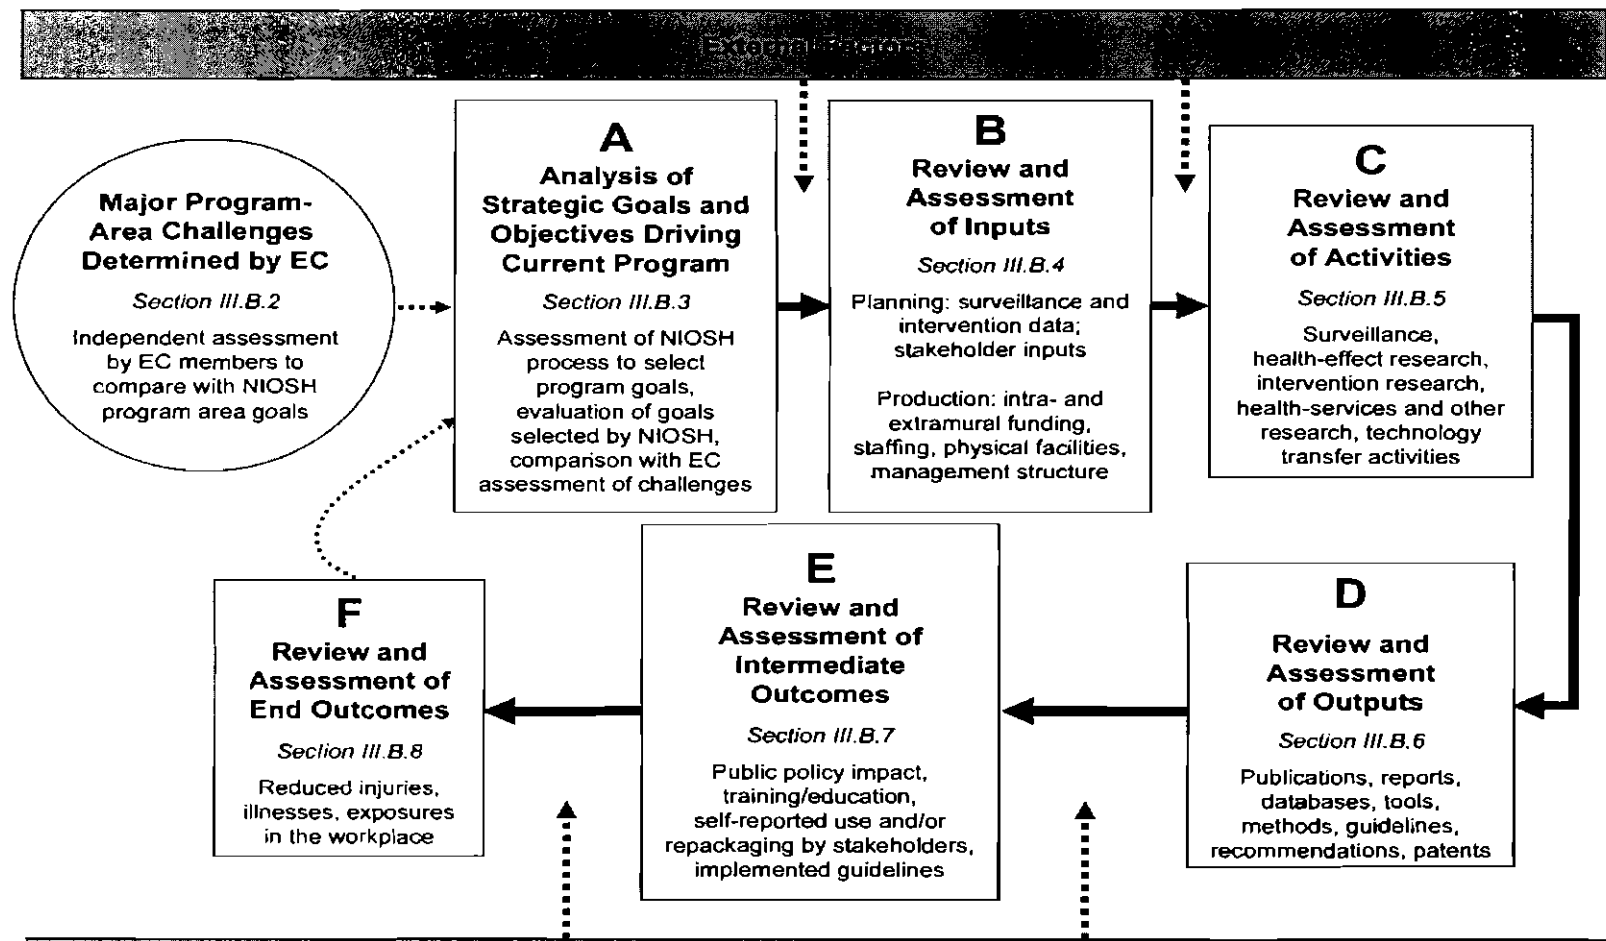 External Factors
Major Program-
Area Challenges
Determined by EC
Section III.B.2
Independent assessment
by EC members to
compare with NIOSH
program area goals
A
Analysis of
Strategic Goals and
Objectives Driving
Current Program
Section III.B.3
Assessment of NIOSH
process to select
program goals,
evaluation of goals
selected by NIOSH,
comparison with EC
assessment of challenges
B
Review and
Assessment
of Inputs
Section III.B.4
Planning: surveillance and
intervention data;
stakeholder inputs
Production: intra- and
extramural funding,
staffing, physical facilities,
management structure
C
Review and
Assessment
of Activities
Section III.B.5
Surveillance,
health-effect research,
intervention research,
health-services and other
research, technology
transfer activities
D
Review and
Assessment
of Outputs
Section III.B.6
Publications, reports,
databases, tools,
methods, guidelines,
recommendations, patents
E
Review and
Assessment of
Intermediate
Outcomes
Section III.B.7
Public policy impact,
training/education,
self-reported use and/or
repackaging by stakeholders,
implemented guidelines
F
Review and
Assessment of
End Outcomes
Section III.B.8
Reduced injuries,
illnesses, exposures
in the workplace